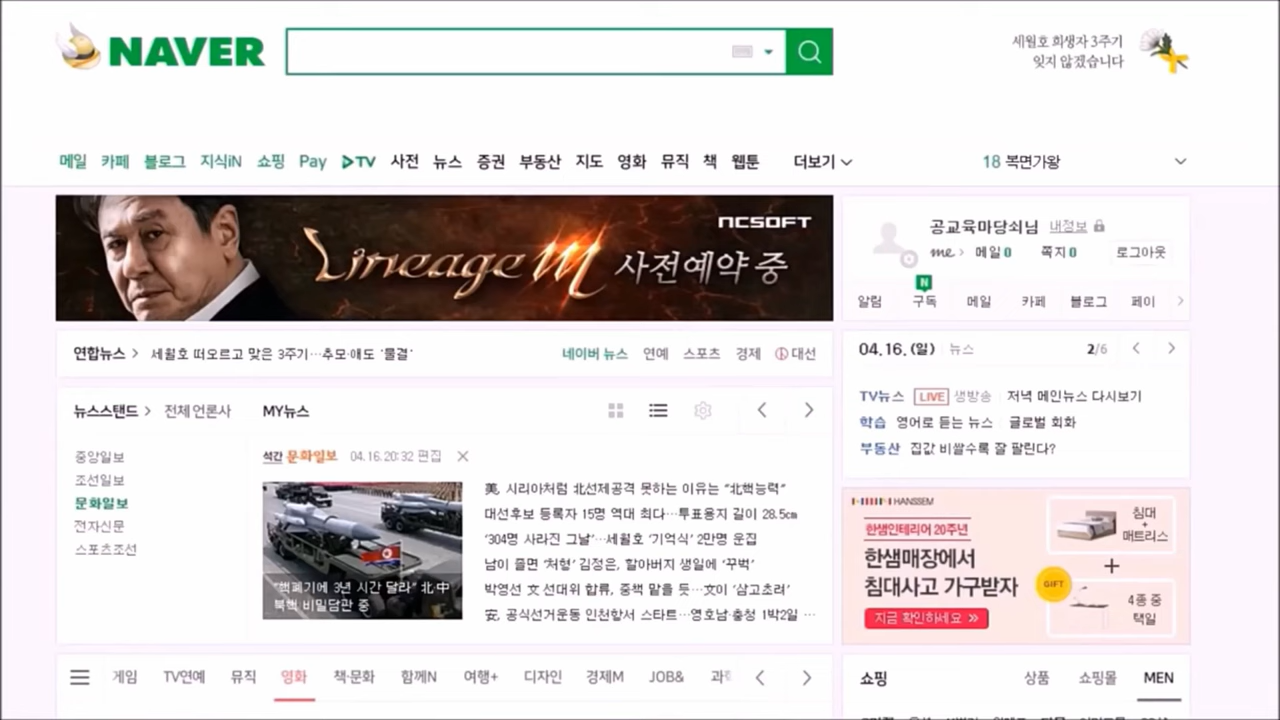 NAVER
세월호 희생자 3주기
잊지 않겠습니다
메일 카페 블로그 지식iN 쇼핑 Pay TV 사전 뉴스 증권 부동산 지도 영화 뮤직 책 웹툰 더보기
18 복면가왕
NCSOFT
Lineage M 사전예약 중
공교육마당쇠님 내정보
me 메일 0 쪽지 0 로그아웃
N
알림 구독 메일 카페 블로그 페이
연합뉴스 세월호 떠오르고 맞은 3주기…추모·애도 '물결'
네이버 뉴스 연예 스포츠 경제 대선
04.16.(일) 뉴스 2/6
TV뉴스 LIVE 생방송 저녁 메인뉴스 다시보기
학습 영어로 듣는 뉴스 글로벌 회화
부동산 집값 비쌀수록 잘 팔린다?
뉴스스탠드 전체언론사 MY뉴스
중앙일보
조선일보
문화일보
전자신문
스포츠조선
석간 문화일보 04.16. 20:32 편집
"핵폐기에 3년 시간 달라" 北·中
북핵 비밀담판 중
美, 시리아처럼 北선제공격 못하는 이유는 "北핵능력"
대선후보 등록자 15명 역대 최다…투표용지 길이 28.5㎝
'304명 사라진 그날'…세월호 '기억식' 2만명 운집
남이 졸면 '처형' 김정은, 할아버지 생일에 '꾸벅'
박영선 文 선대위 합류, 중책 맡을 듯…文이 '삼고초려'
安, 공식선거운동 인천항서 스타트…영호남·충청 1박2일 …
HANSSEM
한샘인테리어 20주년
한샘매장에서
침대사고 가구받자
지금 확인하세요 »
침대
+
매트리스
+
GIFT
4종 중
택일
게임 TV연예 뮤직 영화 책·문화 함께N 여행+ 디자인 경제M JOB&
쇼핑 상품 쇼핑몰 MEN